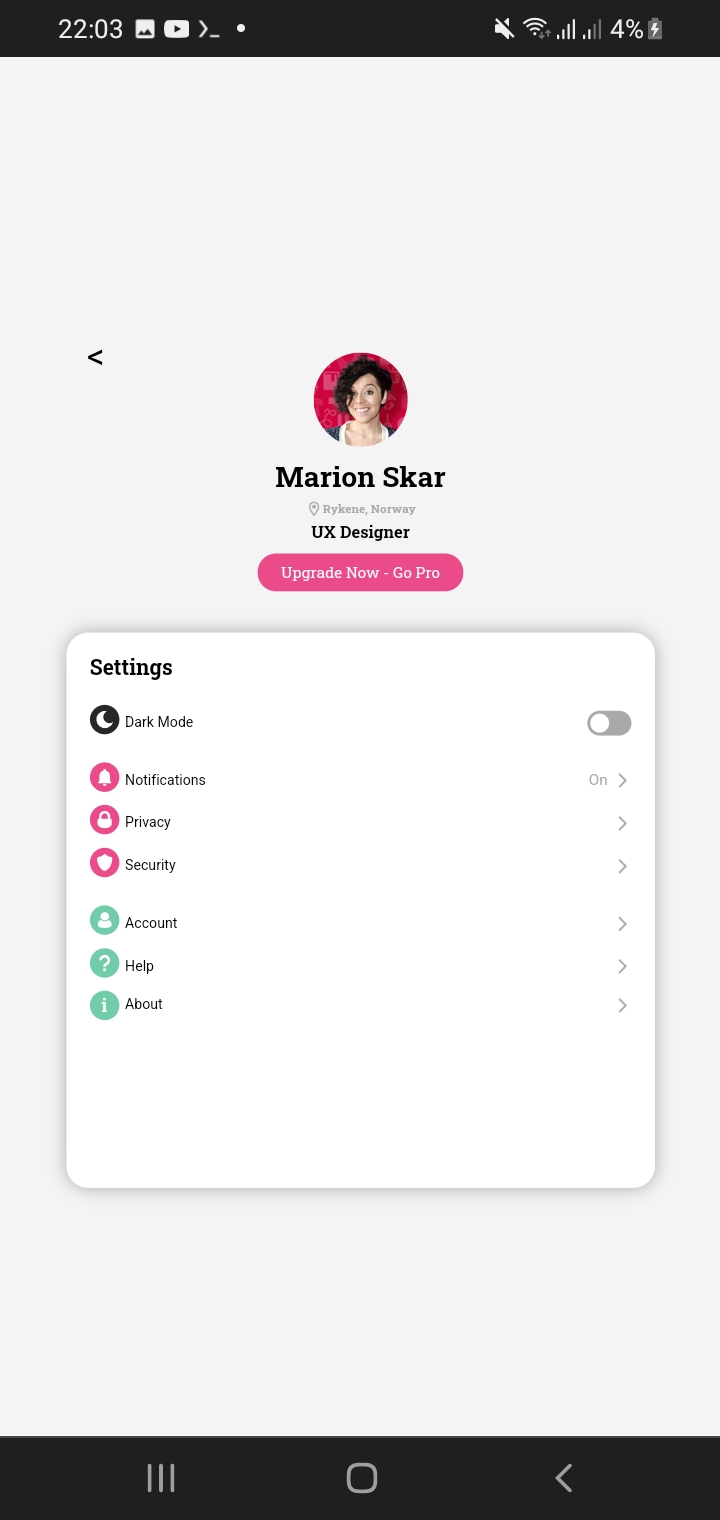 22:03 4%
<
Marion Skar
Rykene, Norway
UX Designer
Upgrade Now - Go Pro
Settings
Dark Mode
Notifications On
Privacy
Security
Account
Help
About